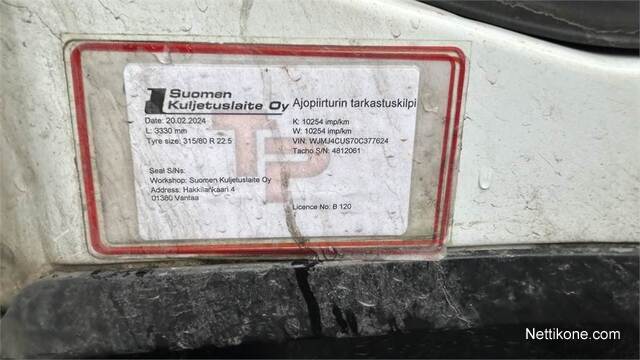 Suomen
Kuljetuslaite Oy
Ajopiirturin tarkastuskilpi
Date: 20.02.2024
L: 3330 mm
Tyre size: 315/80 R 22.5
K: 10254 imp/km
W: 10254 imp/km
VIN: WJMJ4CUS70C377624
Tacho S/N: 4812061
Seal S/Ns:
Workshop: Suomen Kuljetuslaite Oy
Address: Hakkilankaari 4
01380 Vantaa
Licence No: B 120
Nettikone.com